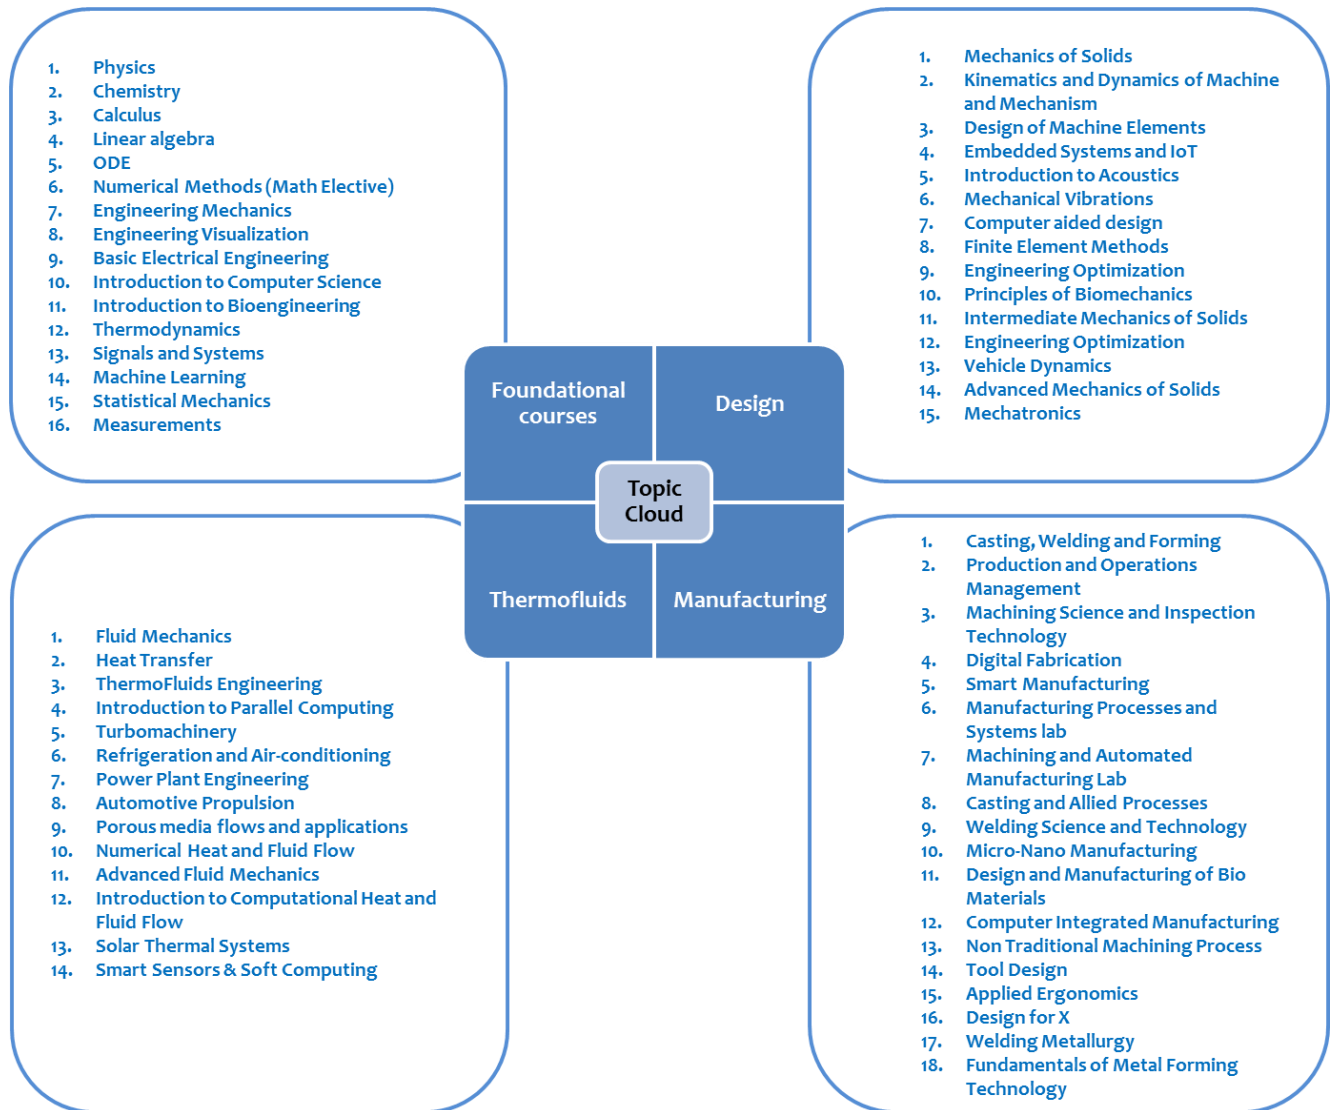 1. Physics
2. Chemistry
3. Calculus
4. Linear algebra
5. ODE
6. Numerical Methods (Math Elective)
7. Engineering Mechanics
8. Engineering Visualization
9. Basic Electrical Engineering
10. Introduction to Computer Science
11. Introduction to Bioengineering
12. Thermodynamics
13. Signals and Systems
14. Machine Learning
15. Statistical Mechanics
16. Measurements
1. Mechanics of Solids
2. Kinematics and Dynamics of Machine
and Mechanism
3. Design of Machine Elements
4. Embedded Systems and IoT
5. Introduction to Acoustics
6. Mechanical Vibrations
7. Computer aided design
8. Finite Element Methods
9. Engineering Optimization
10. Principles of Biomechanics
11. Intermediate Mechanics of Solids
12. Engineering Optimization
13. Vehicle Dynamics
14. Advanced Mechanics of Solids
15. Mechatronics
Foundational
courses
Design
Topic
Cloud
Thermofluids
Manufacturing
1. Fluid Mechanics
2. Heat Transfer
3. ThermoFluids Engineering
4. Introduction to Parallel Computing
5. Turbomachinery
6. Refrigeration and Air-conditioning
7. Power Plant Engineering
8. Automotive Propulsion
9. Porous media flows and applications
10. Numerical Heat and Fluid Flow
11. Advanced Fluid Mechanics
12. Introduction to Computational Heat and
Fluid Flow
13. Solar Thermal Systems
14. Smart Sensors & Soft Computing
1. Casting, Welding and Forming
2. Production and Operations
Management
3. Machining Science and Inspection
Technology
4. Digital Fabrication
5. Smart Manufacturing
6. Manufacturing Processes and
Systems lab
7. Machining and Automated
Manufacturing Lab
8. Casting and Allied Processes
9. Welding Science and Technology
10. Micro-Nano Manufacturing
11. Design and Manufacturing of Bio
Materials
12. Computer Integrated Manufacturing
13. Non Traditional Machining Process
14. Tool Design
15. Applied Ergonomics
16. Design for X
17. Welding Metallurgy
18. Fundamentals of Metal Forming
Technology